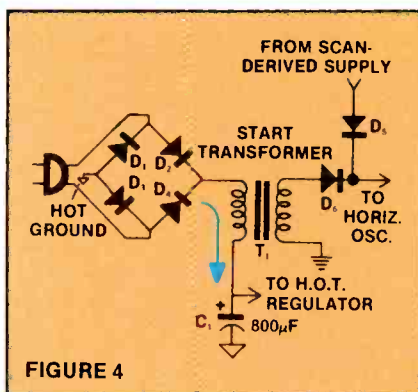 FROM SCAN-
DERIVED SUPPLY
START
TRANSFORMER
D₅
D₁
D₂
D₃
D₄
D₆
HOT
GROUND
TO
HORIZ.
OSC.
T₁
+
TO H.O.T.
REGULATOR
C₁
800µF
FIGURE 4